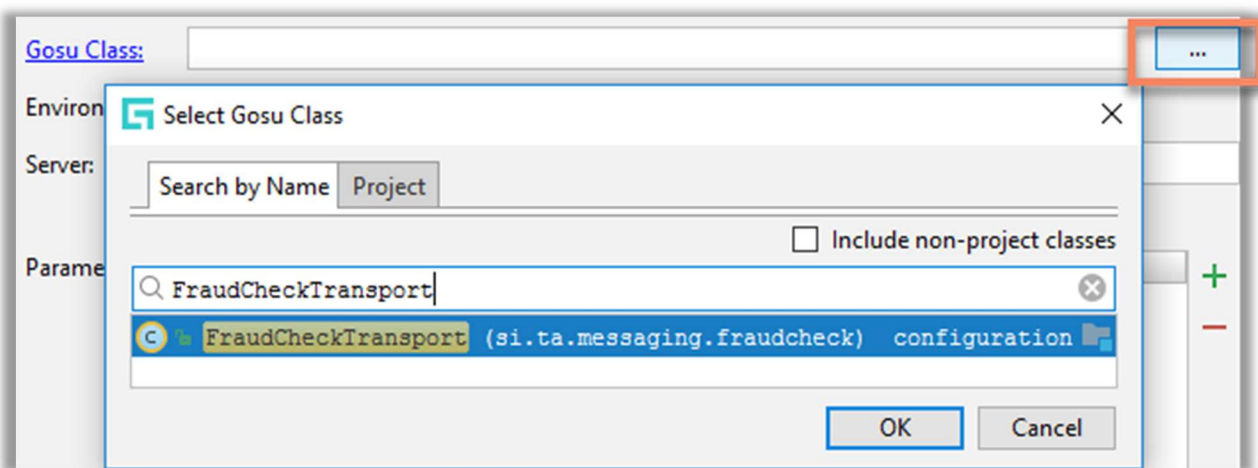 Gosu Class:
...
Environ
Select Gosu Class
Server:
Search by Name Project
Include non-project classes
Parame
FraudCheckTransport
FraudCheckTransport (si.ta.messaging.fraudcheck) configuration
OK Cancel